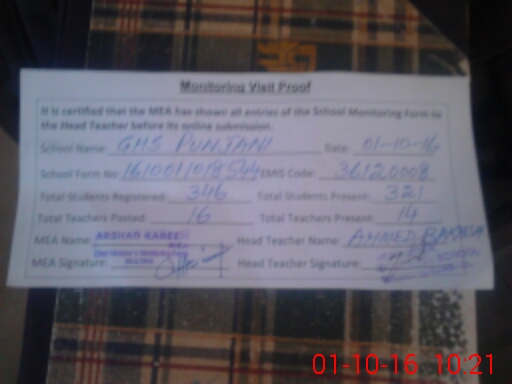 Monitoring Visit Proof
It is certified that the MEA has shown all entries of the School Monitoring Form to
the Head Teacher before its online submission.
School Name: GHS PUNJANI Date: 01-10-16
School Form No: EMIS Code: 36120008
Total Students Registered: 346 Total Students Present: 321
Total Teachers Posted: 16 Total Teachers Present: 14
MEA Name: ARSHAD KAREEM Head Teacher Name: AHMED
MEA Signature: Head Teacher Signature:
SCHOOL
01-10-16 10:21